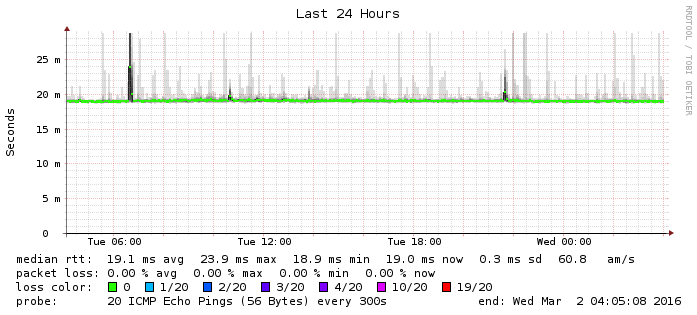 Last 24 Hours
RRDTOOL / TOBI OETIKER
Seconds
25 m
20 m
15 m
10 m
5 m
0
Tue 06:00 Tue 12:00 Tue 18:00 Wed 00:00
median rtt: 19.1 ms avg 23.9 ms max 18.9 ms min 19.0 ms now 0.3 ms sd 60.8 am/s
packet loss: 0.00 % avg 0.00 % max 0.00 % min 0.00 % now
loss color: 0 1/20 2/20 3/20 4/20 10/20 19/20
probe: 20 ICMP Echo Pings (56 Bytes) every 300s end: Wed Mar 2 04:05:08 2016